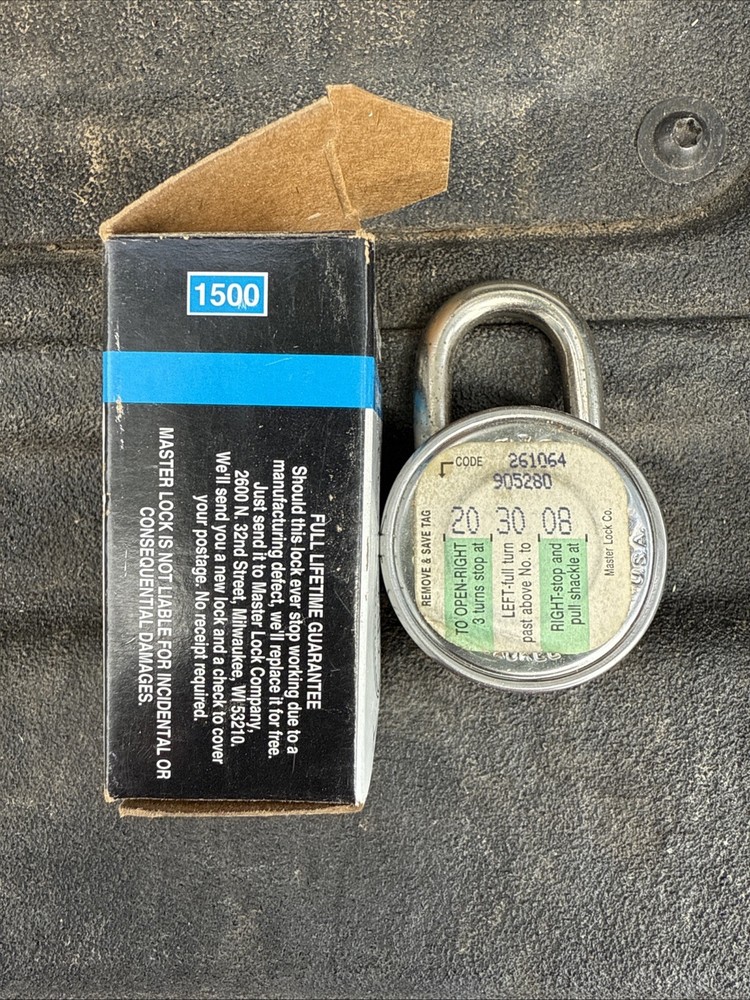 1500
FULL LIFETIME GUARANTEE
Should this lock ever stop working due to a
manufacturing defect, we'll replace it for free.
Just send it to Master Lock Company,
2600 N. 32nd Street, Milwaukee, WI 53210.
We'll send you a new lock and a check to cover
your postage. No receipt required.
MASTER LOCK IS NOT LIABLE FOR INCIDENTAL OR
CONSEQUENTIAL DAMAGES.
CODE 261064
905280
REMOVE & SAVE TAG
20 30 08
TO OPEN-RIGHT
3 turns stop at
LEFT-full turn
past above No. to
RIGHT-stop and
pull shackle at
Master Lock Co.
U.S.A.